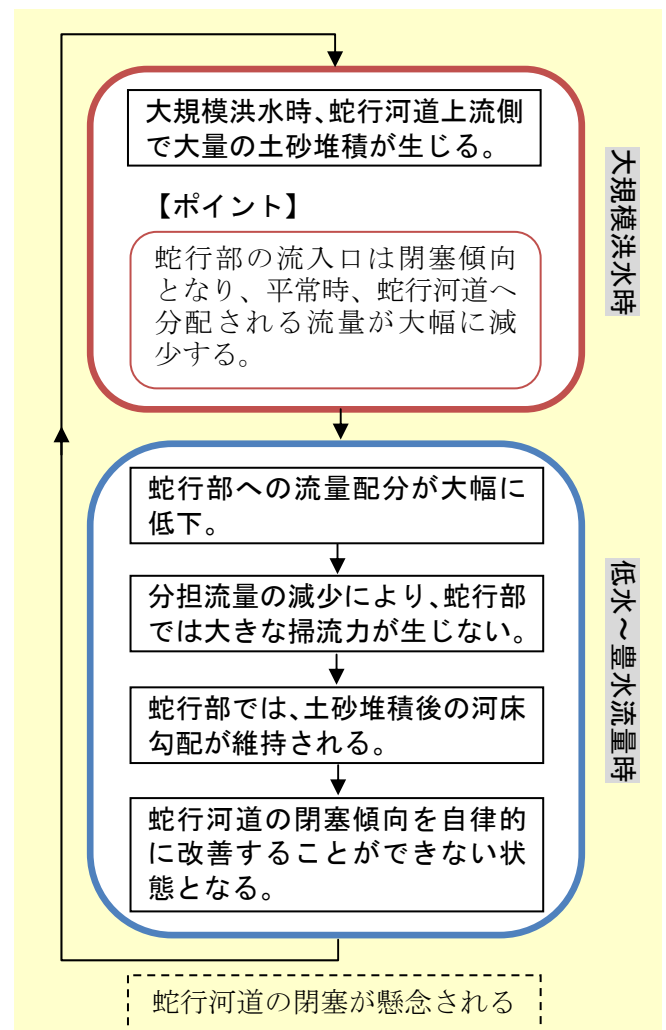 大規模洪水時、蛇行河道上流側
で大量の土砂堆積が生じる。
【ポイント】
蛇行部の流入口は閉塞傾向
となり、平常時、蛇行河道へ
分配される流量が大幅に減
少する。
大規模洪水時
蛇行部への流量配分が大幅に
低下。
分担流量の減少により、蛇行部
では大きな掃流力が生じない。
蛇行部では、土砂堆積後の河床
勾配が維持される。
蛇行河道の閉塞傾向を自律的
に改善することができない状
態となる。
低水～豊水流量時
蛇行河道の閉塞が懸念される